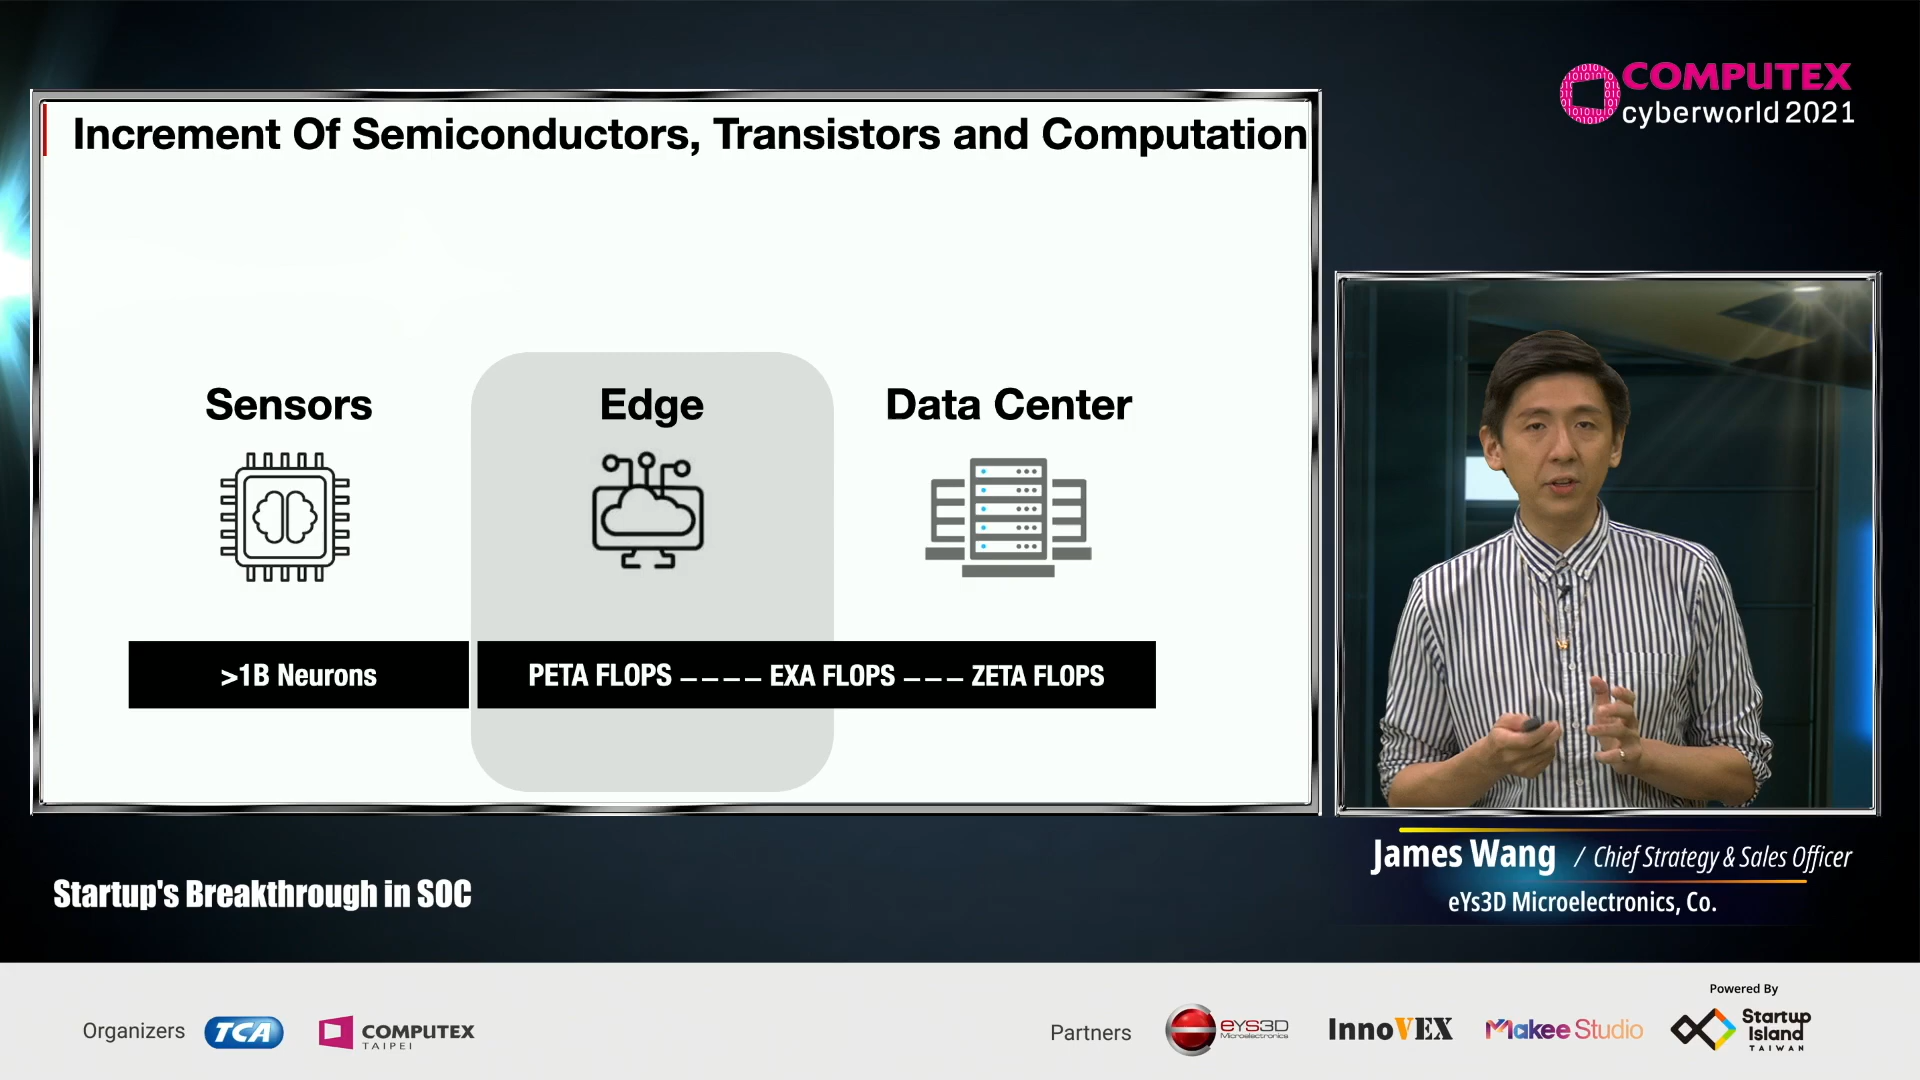 COMPUTEX
cyberworld 2021
Increment Of Semiconductors, Transistors and Computation
Sensors
Edge
Data Center
>1B Neurons
PETA FLOPS ---- EXA FLOPS --- ZETA FLOPS
James Wang / Chief Strategy & Sales Officer
eYs3D Microelectronics, Co.
Startup's Breakthrough in SOC
Organizers
TCA
COMPUTEX
TAIPEI
Partners
eYS3D
Microelectronics
InnoVEX
Makee Studio
Powered By
Startup
Island
TAIWAN